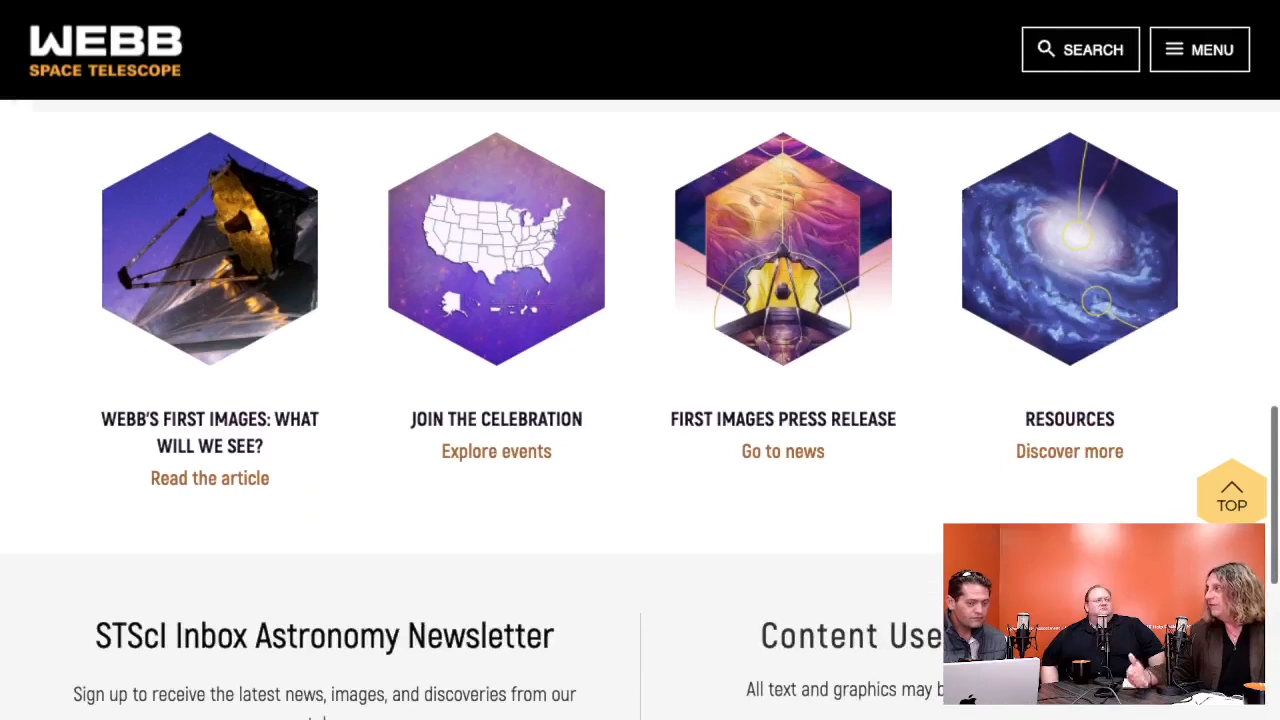 WEBB
SPACE TELESCOPE
SEARCH
MENU
WEBB'S FIRST IMAGES: WHAT
WILL WE SEE?
Read the article
JOIN THE CELEBRATION
Explore events
FIRST IMAGES PRESS RELEASE
Go to news
RESOURCES
Discover more
TOP
STScI Inbox Astronomy Newsletter
Sign up to receive the latest news, images, and discoveries from our
Content Use
All text and graphics may b